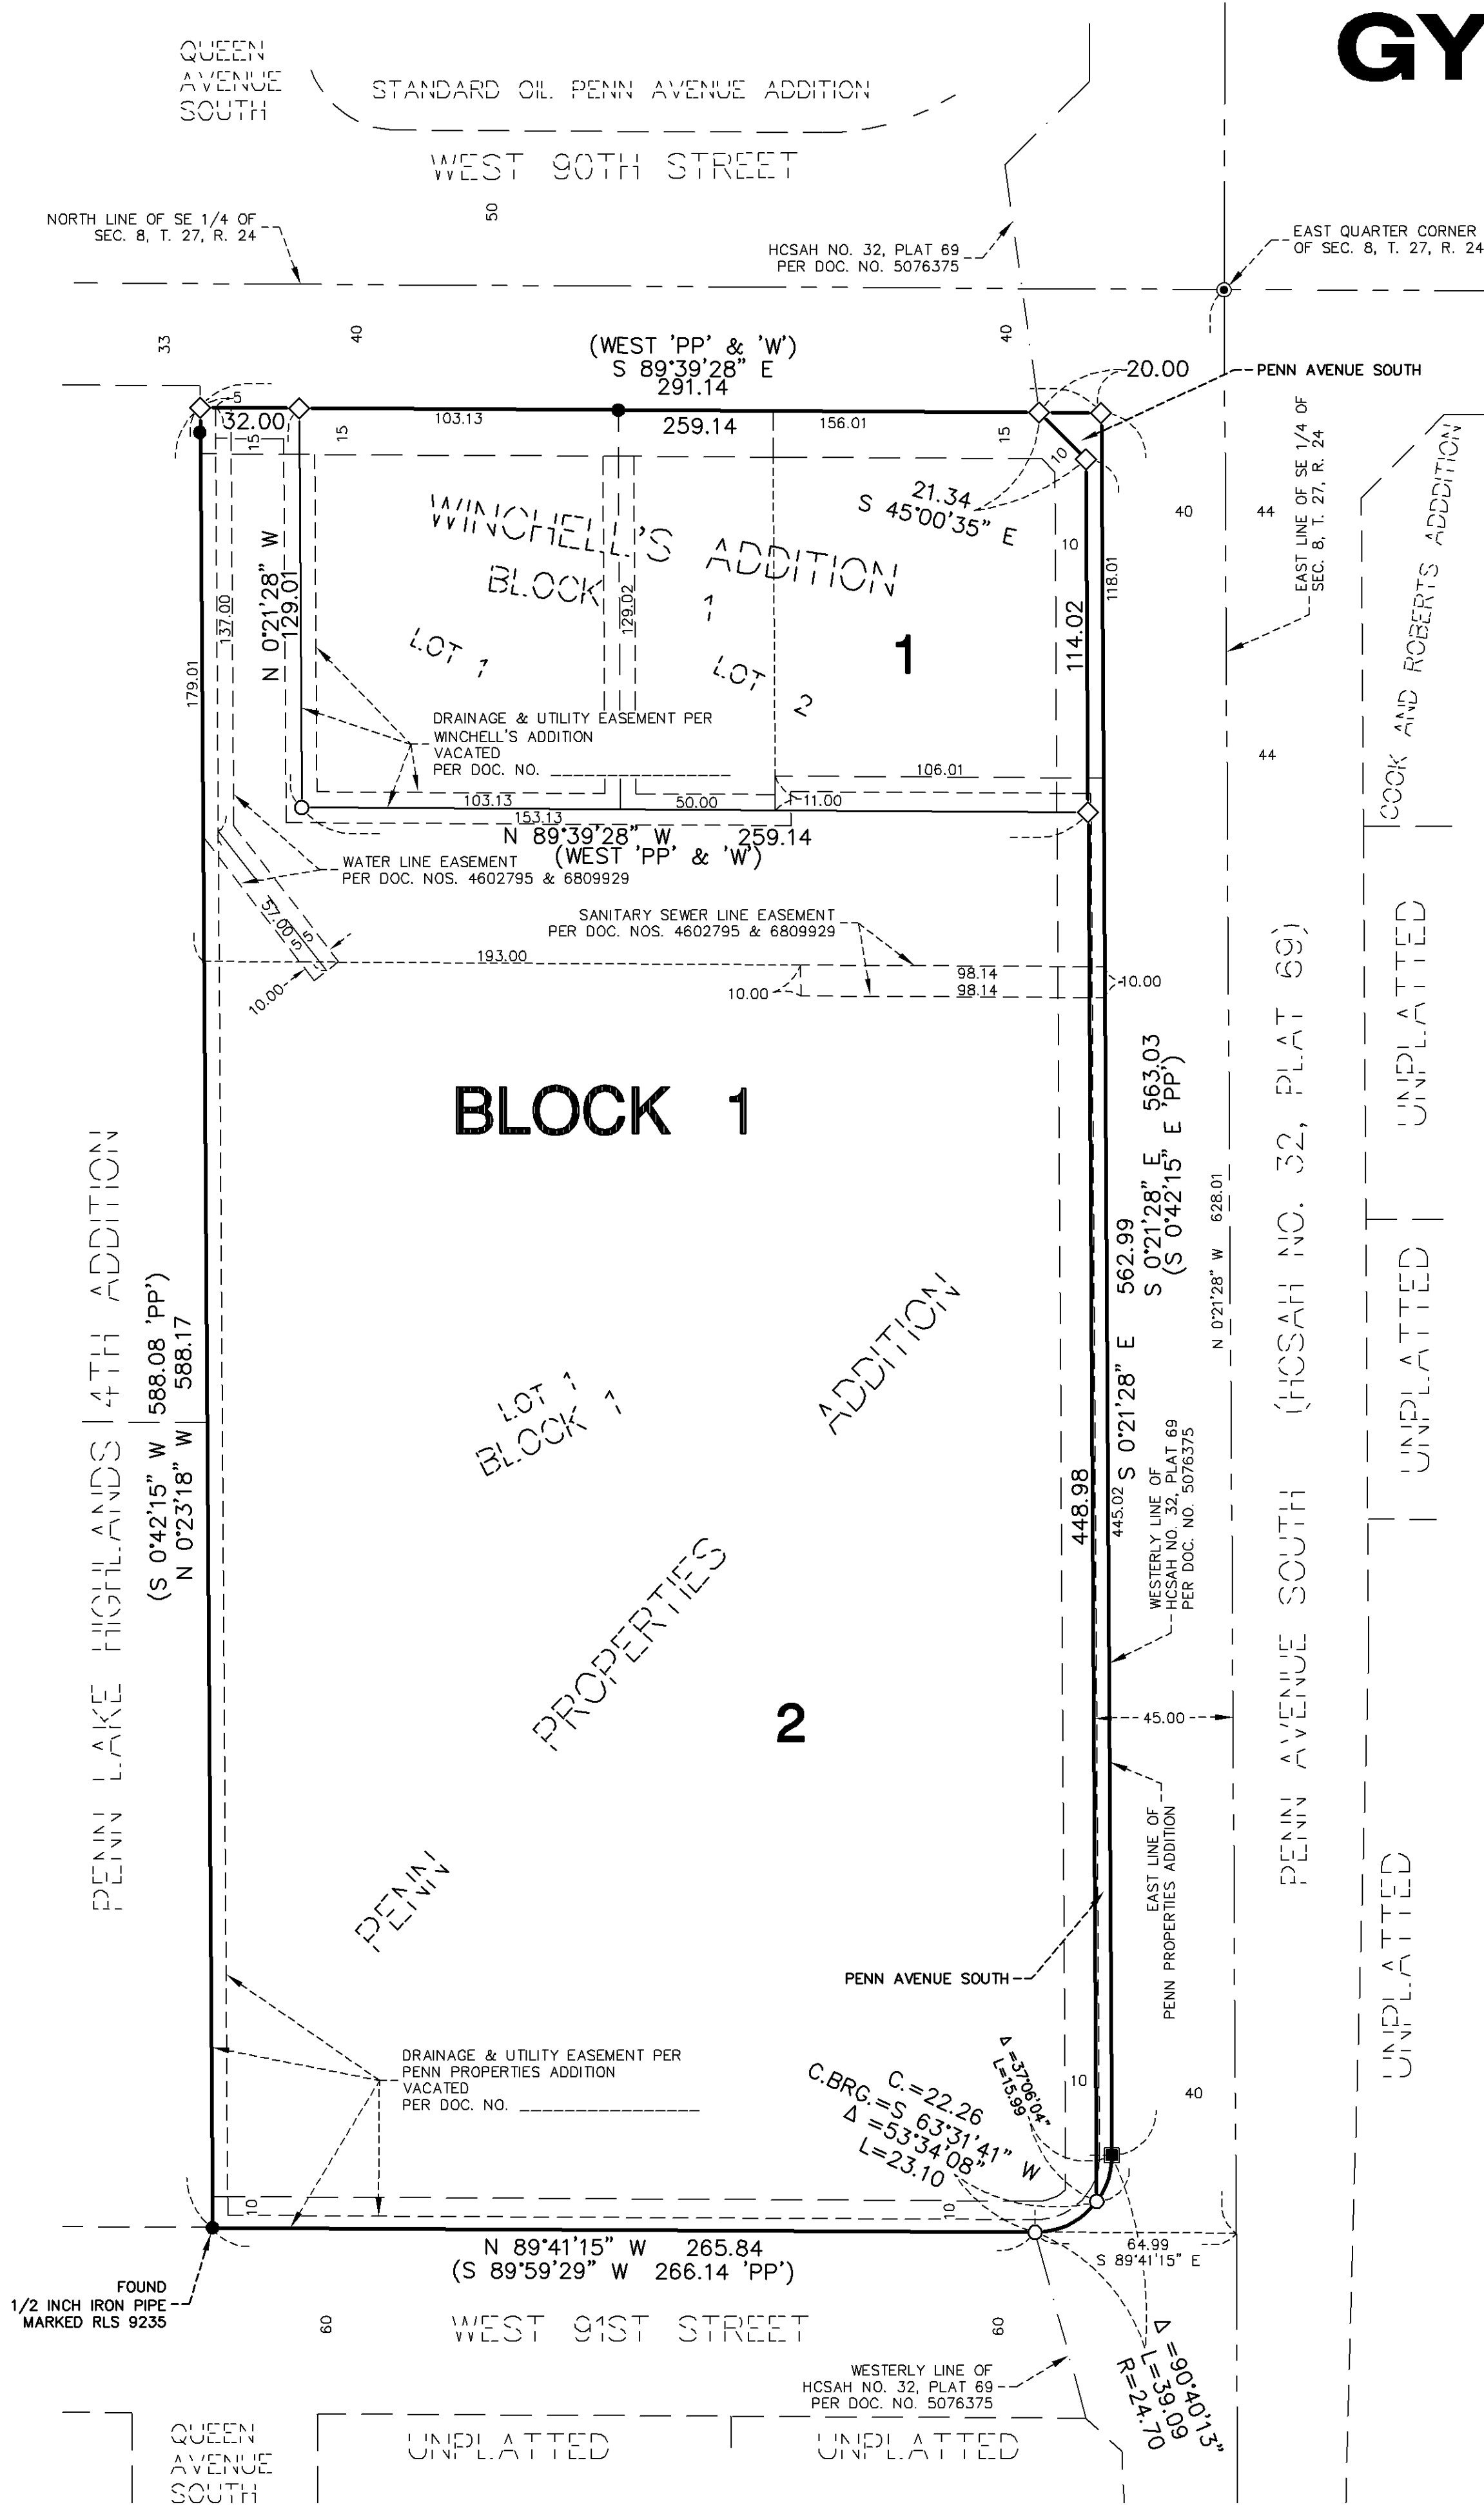 GY
QUEEN
AVENUE
SOUTH
STANDARD OIL PENN AVENUE ADDITION
WEST 90TH STREET
50
NORTH LINE OF SE 1/4 OF
SEC. 8, T. 27, R. 24
HCSAH NO. 32, PLAT 69
PER DOC. NO. 5076375
EAST QUARTER CORNER
OF SEC. 8, T. 27, R. 24
33
40
40
(WEST 'PP' & 'W')
S 89°39'28" E
291.14
20.00
PENN AVENUE SOUTH
5
32.00
15
15
103.13
259.14
156.01
15
10
21.34
S 45°00'35" E
10
40
44
EAST LINE OF SE 1/4 OF
SEC. 8, T. 27, R. 24
COOK AND ROBERTS ADDDITION
WINCHELL'S ADDITION
BLOCK 1
LOT 1
LOT 2
1
N 0°21'28" W
129.01
137.00
179.01
129.02
114.02
118.01
44
DRAINAGE & UTILITY EASEMENT PER
WINCHELL'S ADDITION
VACATED
PER DOC. NO. ________________
106.01
103.13
50.00
11.00
153.13
N 89°39'28" W 259.14
(WEST 'PP' & 'W')
WATER LINE EASEMENT
PER DOC. NOS. 4602795 & 6809929
57.00
5
5
10.00
SANITARY SEWER LINE EASEMENT
PER DOC. NOS. 4602795 & 6809929
193.00
98.14
98.14
10.00
10.00
BLOCK 1
UNPLATTED
UNPLATTED
UNPLATTED
PENN LAKE HIGHLANDS 4TH ADDITION
(S 0°42'15" W 588.08 'PP')
N 0°23'18" W 588.17
LOT 1
BLOCK 1
PENN PROPERTIES ADDITION
2
448.98
445.02
S 0°21'28" E 562.99
S 0°21'28" E 563.03
(S 0°42'15" E 'PP')
N 0°21'28" W 628.01
PENN AVENUE SOUTH (HCSAH NO. 32, PLAT 69)
WESTERLY LINE OF
HCSAH NO. 32, PLAT 69
PER DOC. NO. 5076375
45.00
EAST LINE OF
PENN PROPERTIES ADDITION
PENN AVENUE SOUTH
DRAINAGE & UTILITY EASEMENT PER
PENN PROPERTIES ADDITION
VACATED
PER DOC. NO. ________________
Δ =37°06'04"
L=15.99
C.=22.26
C.BRG.=S 63°31'41" W
Δ =53°34'08"
L=23.10
10
40
10
10
N 89°41'15" W 265.84
(S 89°59'29" W 266.14 'PP')
64.99
S 89°41'15" E
FOUND
1/2 INCH IRON PIPE
MARKED RLS 9235
60
WEST 91ST STREET
60
WESTERLY LINE OF
HCSAH NO. 32, PLAT 69
PER DOC. NO. 5076375
Δ =90°40'13"
L=39.09
R=24.70
QUEEN
AVENUE
SOUTH
UNPLATTED
UNPLATTED